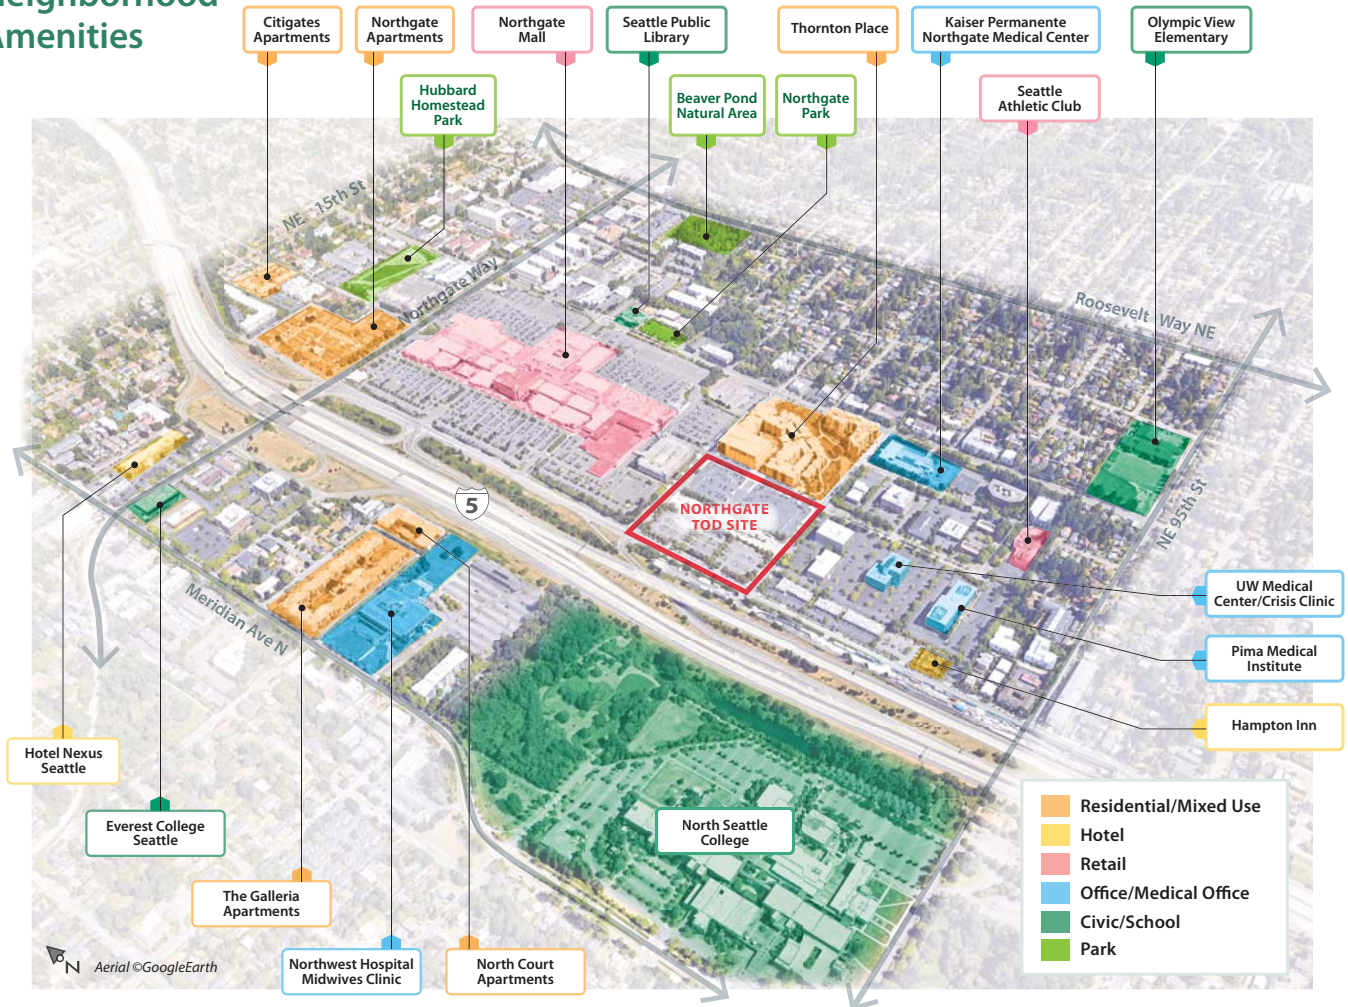 Neighborhood
Amenities
Citigates
Apartments
Northgate
Apartments
Northgate
Mall
Seattle Public
Library
Thornton Place
Kaiser Permanente
Northgate Medical Center
Olympic View
Elementary
Hubbard
Homestead
Park
Beaver Pond
Natural Area
Northgate
Park
Seattle
Athletic Club
NE 15th St
Northgate Way
Roosevelt Way NE
5
NORTHGATE
TOD SITE
NE 95th St
Meridian Ave N
UW Medical
Center/Crisis Clinic
Pima Medical
Institute
Hampton Inn
Hotel Nexus
Seattle
Everest College
Seattle
North Seattle
College
The Galleria
Apartments
Northwest Hospital
Midwives Clinic
North Court
Apartments
Residential/Mixed Use
Hotel
Retail
Office/Medical Office
Civic/School
Park
N
Aerial ©GoogleEarth